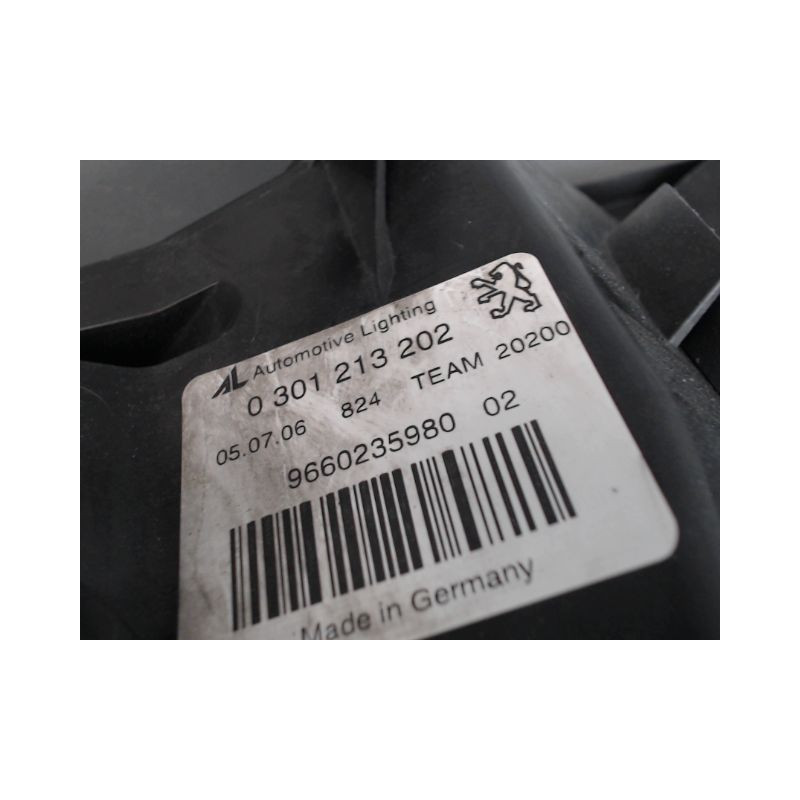 AL Automotive Lighting
0 301 213 202
05.07.06 824 TEAM 20200
9660235980 02
Made in Germany